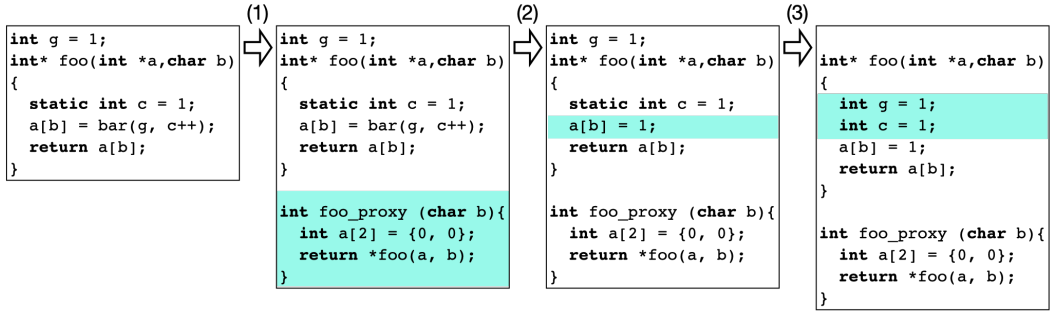 (1)
(2)
(3)
int g = 1;
int* foo(int *a,char b)
{
  static int c = 1;
  a[b] = bar(g, c++);
  return a[b];
}
int g = 1;
int* foo(int *a,char b)
{
  static int c = 1;
  a[b] = bar(g, c++);
  return a[b];
}
int foo_proxy (char b){
  int a[2] = {0, 0};
  return *foo(a, b);
}
int g = 1;
int* foo(int *a,char b)
{
  static int c = 1;
  a[b] = 1;
  return a[b];
}
int foo_proxy (char b){
  int a[2] = {0, 0};
  return *foo(a, b);
}
int* foo(int *a,char b)
{
  int g = 1;
  int c = 1;
  a[b] = 1;
  return a[b];
}
int foo_proxy (char b){
  int a[2] = {0, 0};
  return *foo(a, b);
}